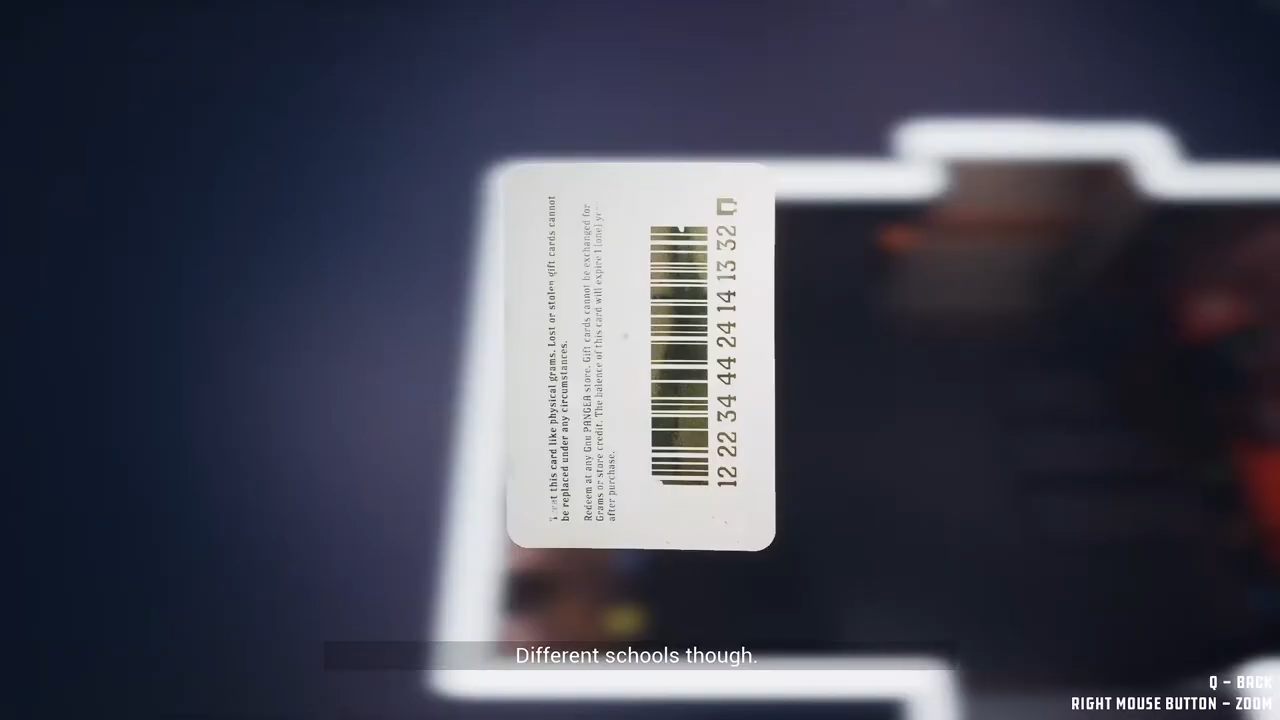 be replaced under any circumstances.
this card like physical grams. Lost or stolen gift cards cannot
Redeem at any Gnu PANGEA store. Gift cards cannot be exchanged for
Grams or store credit. The balence of this card will expire 1 (one)
after purchase.
12 22 34 44 24 14 13 32
Different schools though.
Q - BACK
RIGHT MOUSE BUTTON - ZOOM